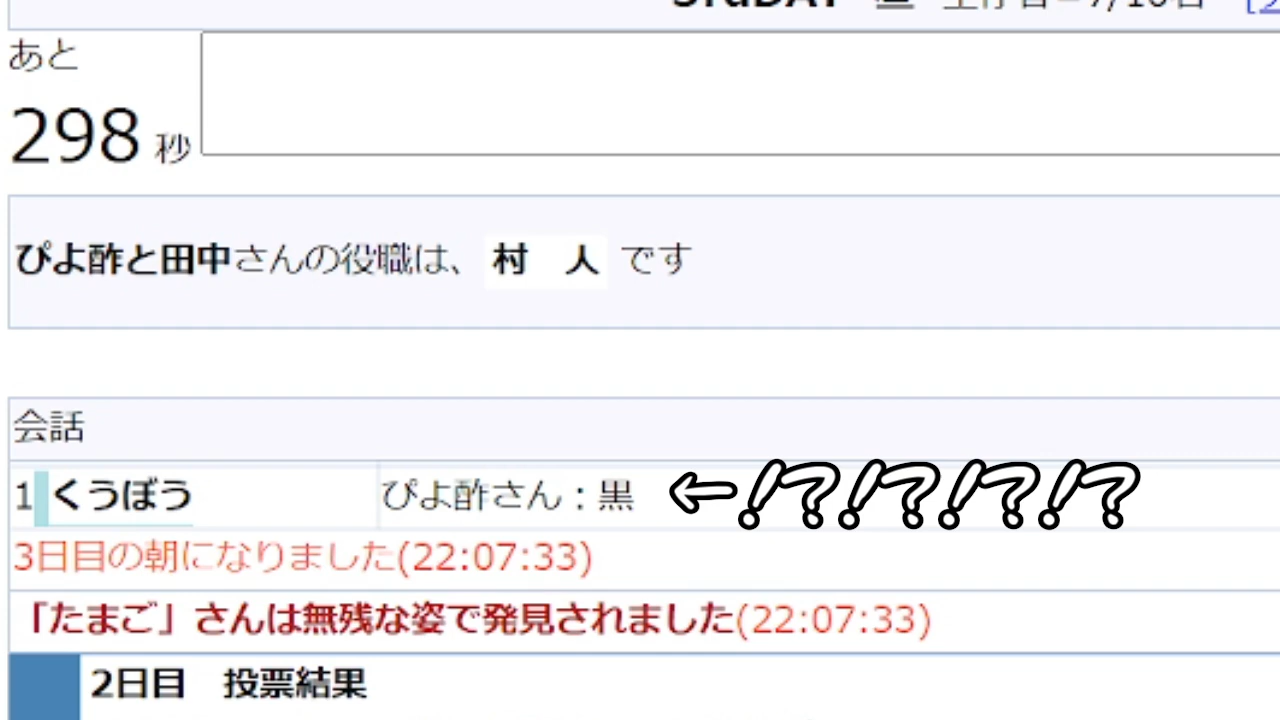 あと
298 秒
ぴよ酢と田中さんの役職は、 村　人 です
会話
1 くうぼう ぴよ酢さん：黒 ←!?!?!?!?
3日目の朝になりました(22:07:33)
「たまご」さんは無残な姿で発見されました(22:07:33)
2日目　投票結果